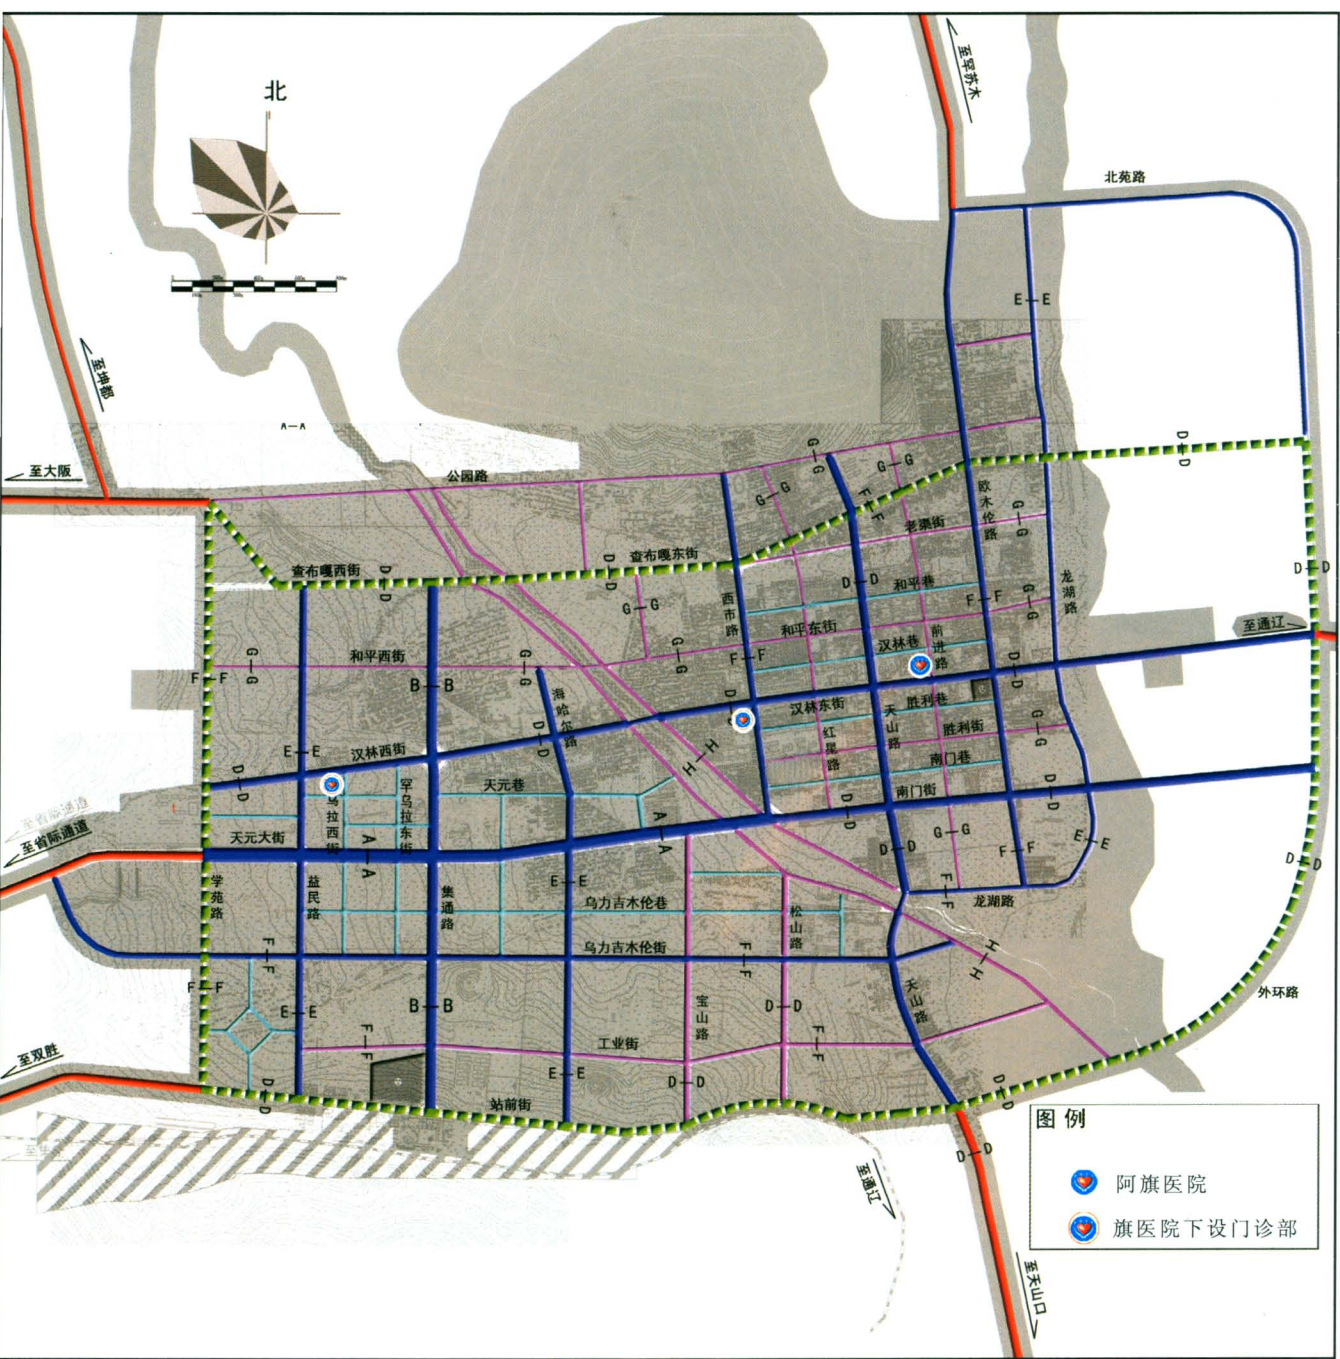 北
至罕苏木
北苑路
E—E
至坤都
A—A
至大阪
公园路
G—G
G—G
D—D
G—G
F—F
欧木伦路
G—G
老渠街
查布嘎东街
查布嘎西街
D—D
D—D
D—D
和平巷
龙湖路
D—D
G—G
西市路
F—F
G—G
至通辽
和平东街
汉林巷
前进路
和平西街
G—G
G—G
G—G
F—F
F—F
B—B
D—D
D—D
海哈尔路
汉林东街
胜利巷
天山路
胜利街
G—G
红星路
E—E
汉林西街
D—D
H—H
南门巷
D—D
天元巷
南门街
D—D
D—D
乌拉西街
罕乌拉东街
至省际通道
至省际通道
天元大街
A—A
A—A
G—G
D—D
F—F
E—E
D—D
学苑路
益民路
集通路
E—E
F—F
龙湖路
乌力吉木伦巷
松山路
乌力吉木伦街
F—F
F—F
H—H
F—F
外环路
天山路
E—E
B—B
宝山路
D—D
至双胜
F—F
工业街
F—F
E—E
D—D
D—D
D—D
站前街
图例
D—D
至通辽
阿旗医院
旗医院下设门诊部
至天山口